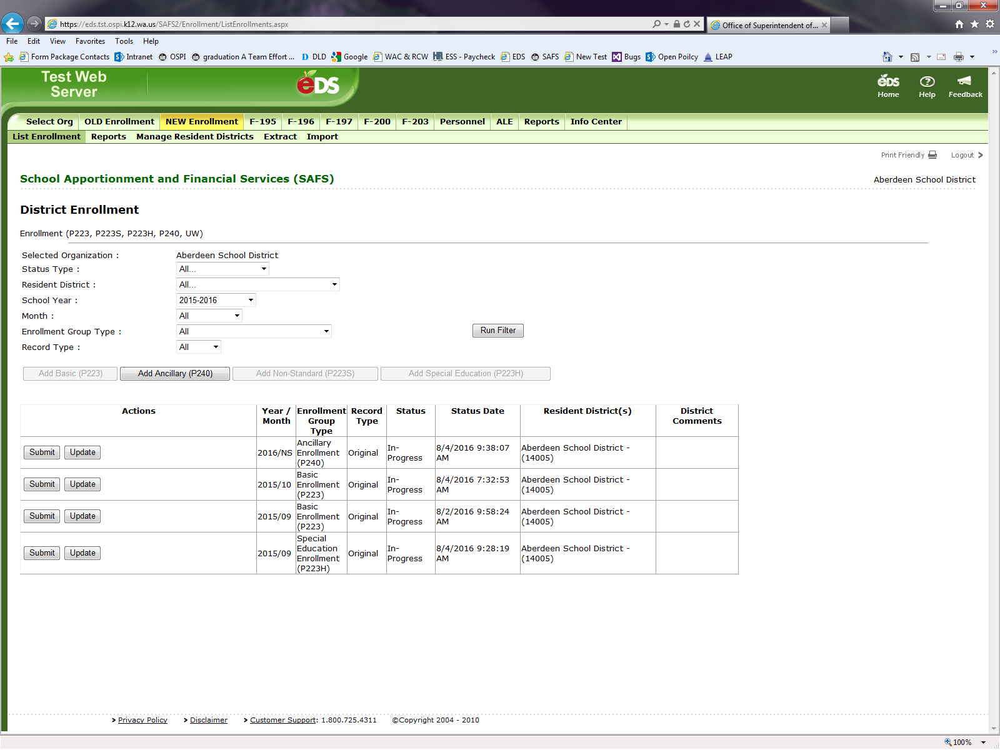 https://eds.tst.ospi.k12.wa.us/SAFS2/Enrollment/ListEnrollments.aspx
Office of Superintendent of...
File Edit View Favorites Tools Help
Form Package Contacts Intranet OSPI graduation A Team Effort ... DLD Google WAC & RCW ESS - Paycheck EDS SAFS New Test Bugs Open Poilcy LEAP
Test Web
Server
eDS
eDS
Home Help Feedback
Select Org OLD Enrollment NEW Enrollment F-195 F-196 F-197 F-200 F-203 Personnel ALE Reports Info Center
List Enrollment Reports Manage Resident Districts Extract Import
Print Friendly Logout
School Apportionment and Financial Services (SAFS)
Aberdeen School District
District Enrollment
Enrollment (P223, P223S, P223H, P240, UW)
Selected Organization : Aberdeen School District
Status Type : All...
Resident District : All...
School Year : 2015-2016
Month : All
Enrollment Group Type : All
Run Filter
Record Type : All
Add Basic (P223) Add Ancillary (P240) Add Non-Standard (P223S) Add Special Education (P223H)
Actions Year / Enrollment Record Status Status Date Resident District(s) District
Month Group Type Comments
Type
Ancillary
Submit Update 2016/NS Enrollment Original In- 8/4/2016 9:38:07 Aberdeen School District -
(P240) Progress AM (14005)
Basic
Submit Update 2015/10 Enrollment Original In- 8/4/2016 7:32:53 Aberdeen School District -
(P223) Progress AM (14005)
Basic
Submit Update 2015/09 Enrollment Original In- 8/2/2016 9:58:24 Aberdeen School District -
(P223) Progress AM (14005)
Special
Education
Submit Update 2015/09 Enrollment Original In- 8/4/2016 9:28:19 Aberdeen School District -
(P223H) Progress AM (14005)
Privacy Policy Disclaimer Customer Support: 1.800.725.4311 ©Copyright 2004 - 2010
100%